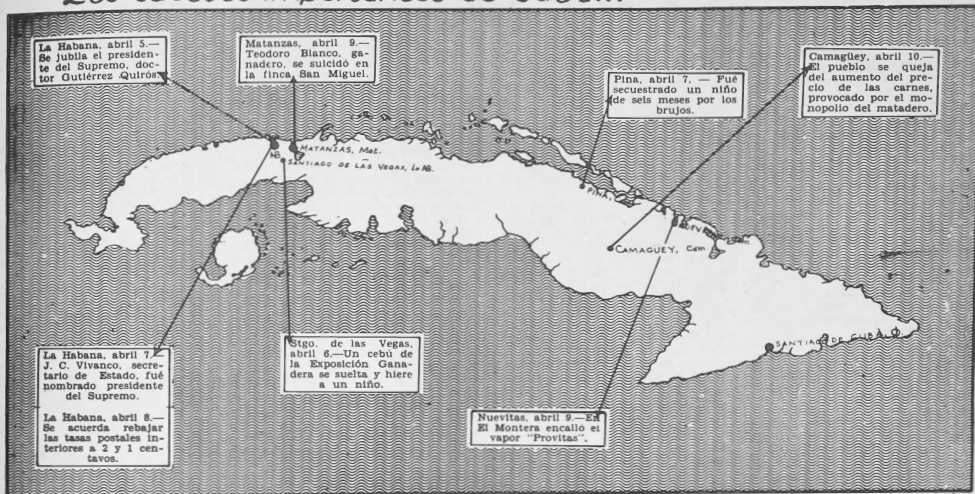 La Habana, abril 5.—
Se jubila el presiden-
te del Supremo, doc-
tor Gutiérrez Quirós.
Matanzas, abril 9.—
Teodoro Blanco, ga-
nadero, se suicidó en
la finca San Miguel.
Pina, abril 7. — Fué
secuestrado un niño
de seis meses por los
brujos.
Camagüey, abril 10.—
El pueblo se queja
del aumento del pre-
cio de las carnes,
provocado por el mo-
nopolio del matadero.
MATANZAS, Mat.
SANTIAGO DE LAS VEGAS, La HB.
HB
PINA,
CAMAGÜEY, Cam
SANTIAGO DE CUBA, O.
La Habana, abril 7.—
J. C. Vivanco, secre-
tario de Estado, fué
nombrado presidente
del Supremo.
La Habana, abril 8.—
Se acuerda rebajar
las tasas postales in-
teriores a 2 y 1 cen-
tavos.
Stgo. de las Vegas,
abril 6.—Un cebú de
la Exposición Gana-
dera se suelta y hiere
a un niño.
Nuevitas, abril 9.—En
El Montera encalló el
vapor "Provitas".